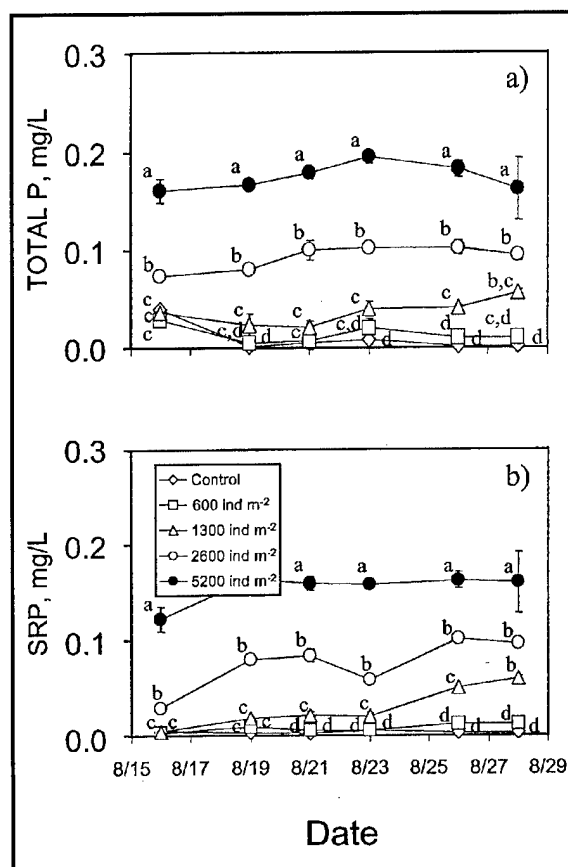 a)
TOTAL P, mg/L
0.3
0.2
0.1
0.0
a a a a a a
b b b b b b
c c c c c b,c
c c,d d c,d d c,d
c d d d d
b)
SRP, mg/L
0.3
0.2
0.1
0.0
Control
600 ind m-2
1300 ind m-2
2600 ind m-2
5200 ind m-2
a a a a a
b b b b b b
c c c c c b
c d d d d d
d d d d d
8/15 8/17 8/19 8/21 8/23 8/25 8/27 8/29
Date